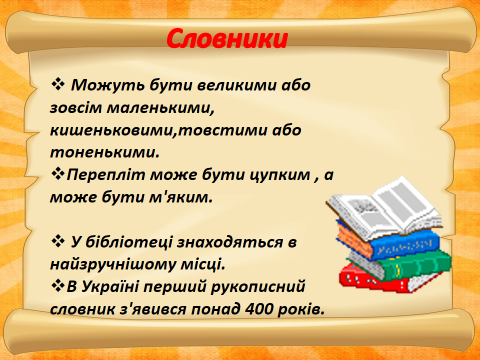 Словники
❖ Можуть бути великими або
зовсім маленькими,
кишеньковими,товстими або
тоненькими.
❖Перепліт може бути цупким , а
може бути м'яким.
❖ У бібліотеці знаходяться в
найзручнішому місці.
❖В Україні перший рукописний
словник з'явився понад 400 років.